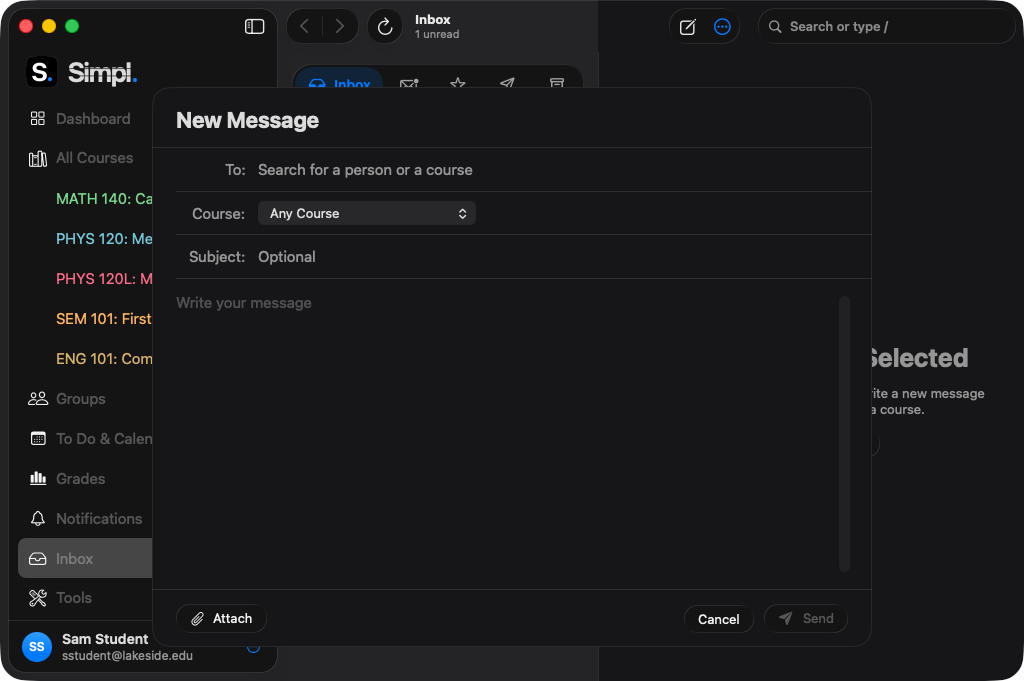 Inbox
1 unread
Search or type /
S.
Simpl.
Inbox
Dashboard
All Courses
MATH 140: Ca
PHYS 120: Me
PHYS 120L: M
SEM 101: First
ENG 101: Com
Groups
To Do & Calen
Grades
Notifications
Inbox
Tools
SS
Sam Student
sstudent@lakeside.edu
New Message
To: Search for a person or a course
Course: Any Course
Subject: Optional
Write your message
Attach
Cancel
Send
Selected
rite a new message
a course.